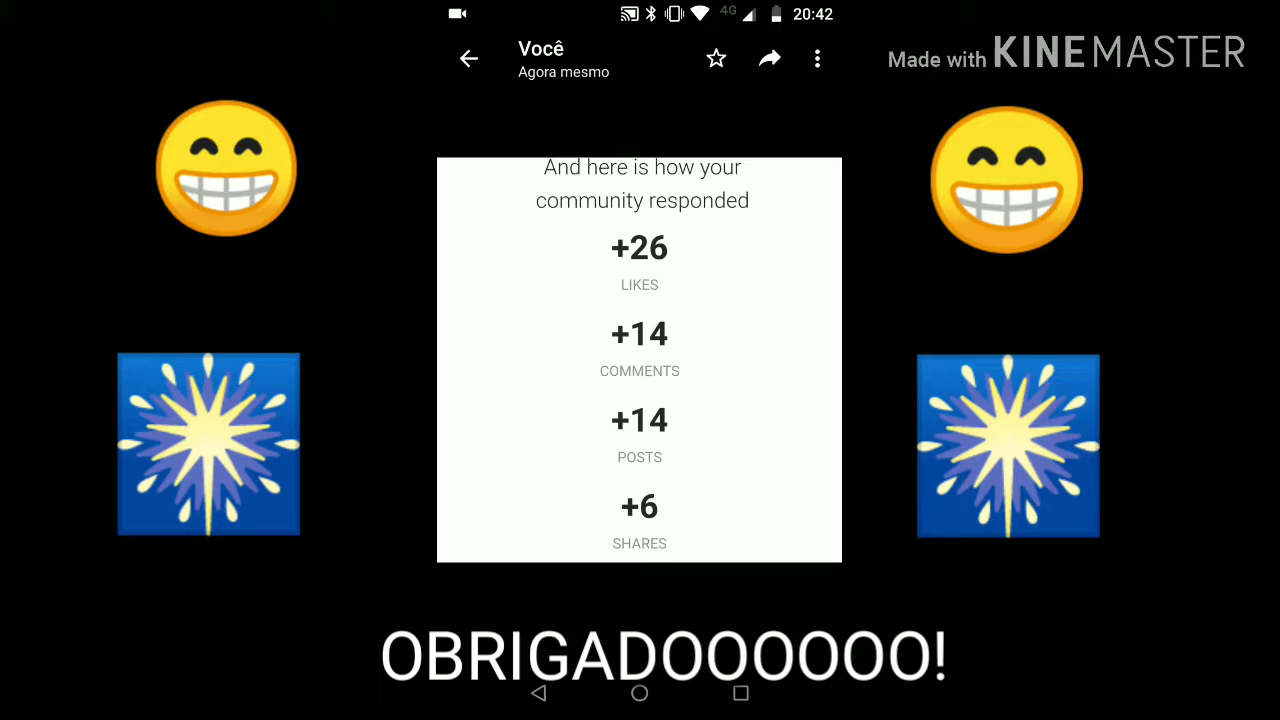 4G 20:42
Você
Agora mesmo
Made with KINEMASTER
And here is how your
community responded
+26
LIKES
+14
COMMENTS
+14
POSTS
+6
SHARES
OBRIGADOOOOOO!